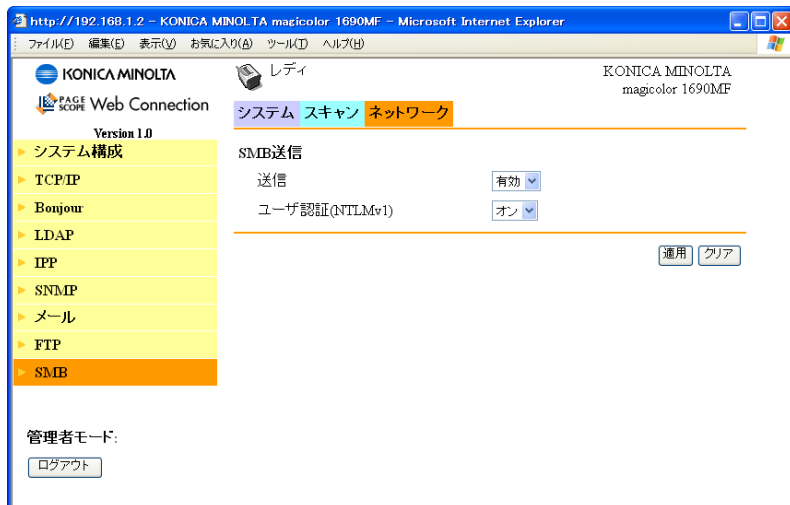 http://192.168.1.2 - KONICA MINOLTA magicolor 1690MF - Microsoft Internet Explorer
ファイル(F) 編集(E) 表示(V) お気に入り(A) ツール(T) ヘルプ(H)
KONICA MINOLTA
PAGE SCOPE Web Connection
Version 1.0
レディ
KONICA MINOLTA
magicolor 1690MF
システム スキャン ネットワーク
システム構成
TCP/IP
Bonjour
LDAP
IPP
SNMP
メール
FTP
SMB
SMB送信
送信 有効
ユーザ認証(NTLMv1) オン
適用 クリア
管理者モード:
ログアウト